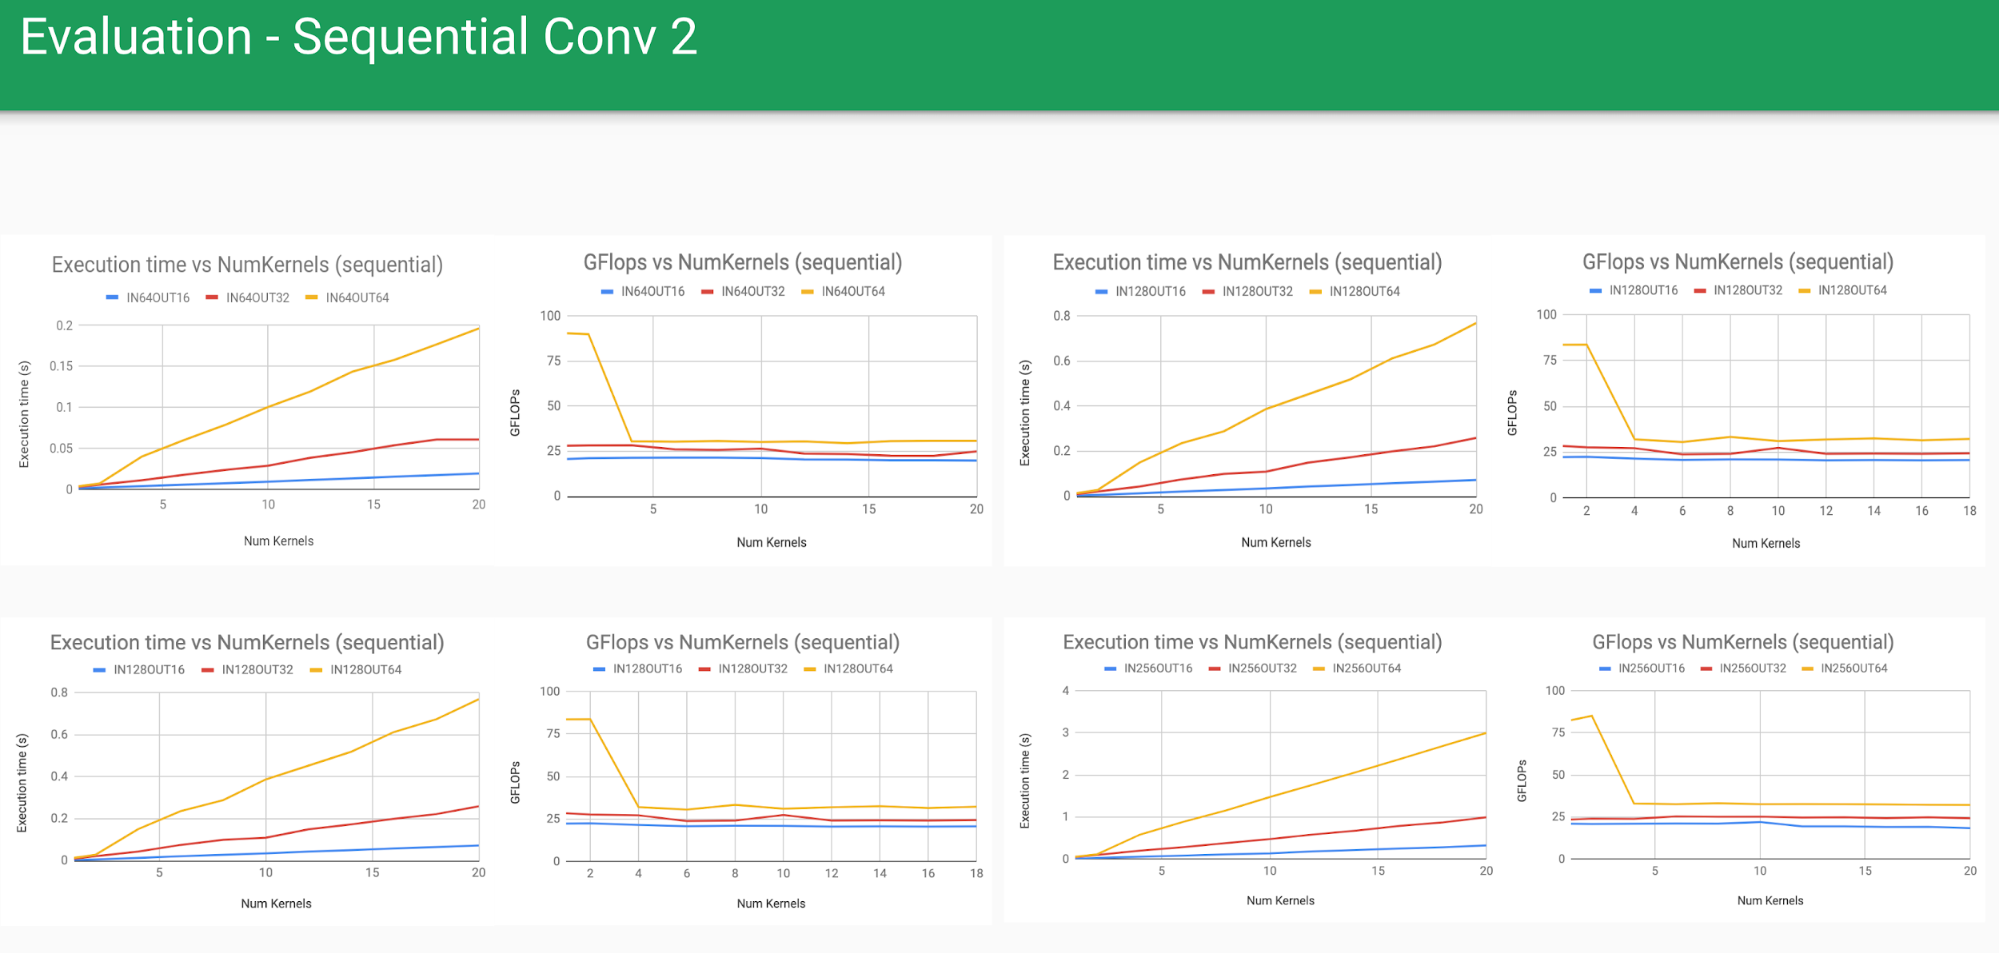 Evaluation - Sequential Conv 2
Execution time vs NumKernels (sequential)
IN64OUT16 IN64OUT32 IN64OUT64
Execution time (s)
0.2
0.15
0.1
0.05
0
5 10 15 20
Num Kernels
GFlops vs NumKernels (sequential)
IN64OUT16 IN64OUT32 IN64OUT64
GFLOPs
100
75
50
25
0
5 10 15 20
Num Kernels
Execution time vs NumKernels (sequential)
IN128OUT16 IN128OUT32 IN128OUT64
Execution time (s)
0.8
0.6
0.4
0.2
0
5 10 15 20
Num Kernels
GFlops vs NumKernels (sequential)
IN128OUT16 IN128OUT32 IN128OUT64
GFLOPs
100
75
50
25
0
2 4 6 8 10 12 14 16 18
Num Kernels
Execution time vs NumKernels (sequential)
IN128OUT16 IN128OUT32 IN128OUT64
Execution time (s)
0.8
0.6
0.4
0.2
0
5 10 15 20
Num Kernels
GFlops vs NumKernels (sequential)
IN128OUT16 IN128OUT32 IN128OUT64
GFLOPs
100
75
50
25
0
2 4 6 8 10 12 14 16 18
Num Kernels
Execution time vs NumKernels (sequential)
IN256OUT16 IN256OUT32 IN256OUT64
Execution time (s)
4
3
2
1
0
5 10 15 20
Num Kernels
GFlops vs NumKernels (sequential)
IN256OUT16 IN256OUT32 IN256OUT64
GFLOPs
100
75
50
25
0
5 10 15 20
Num Kernels